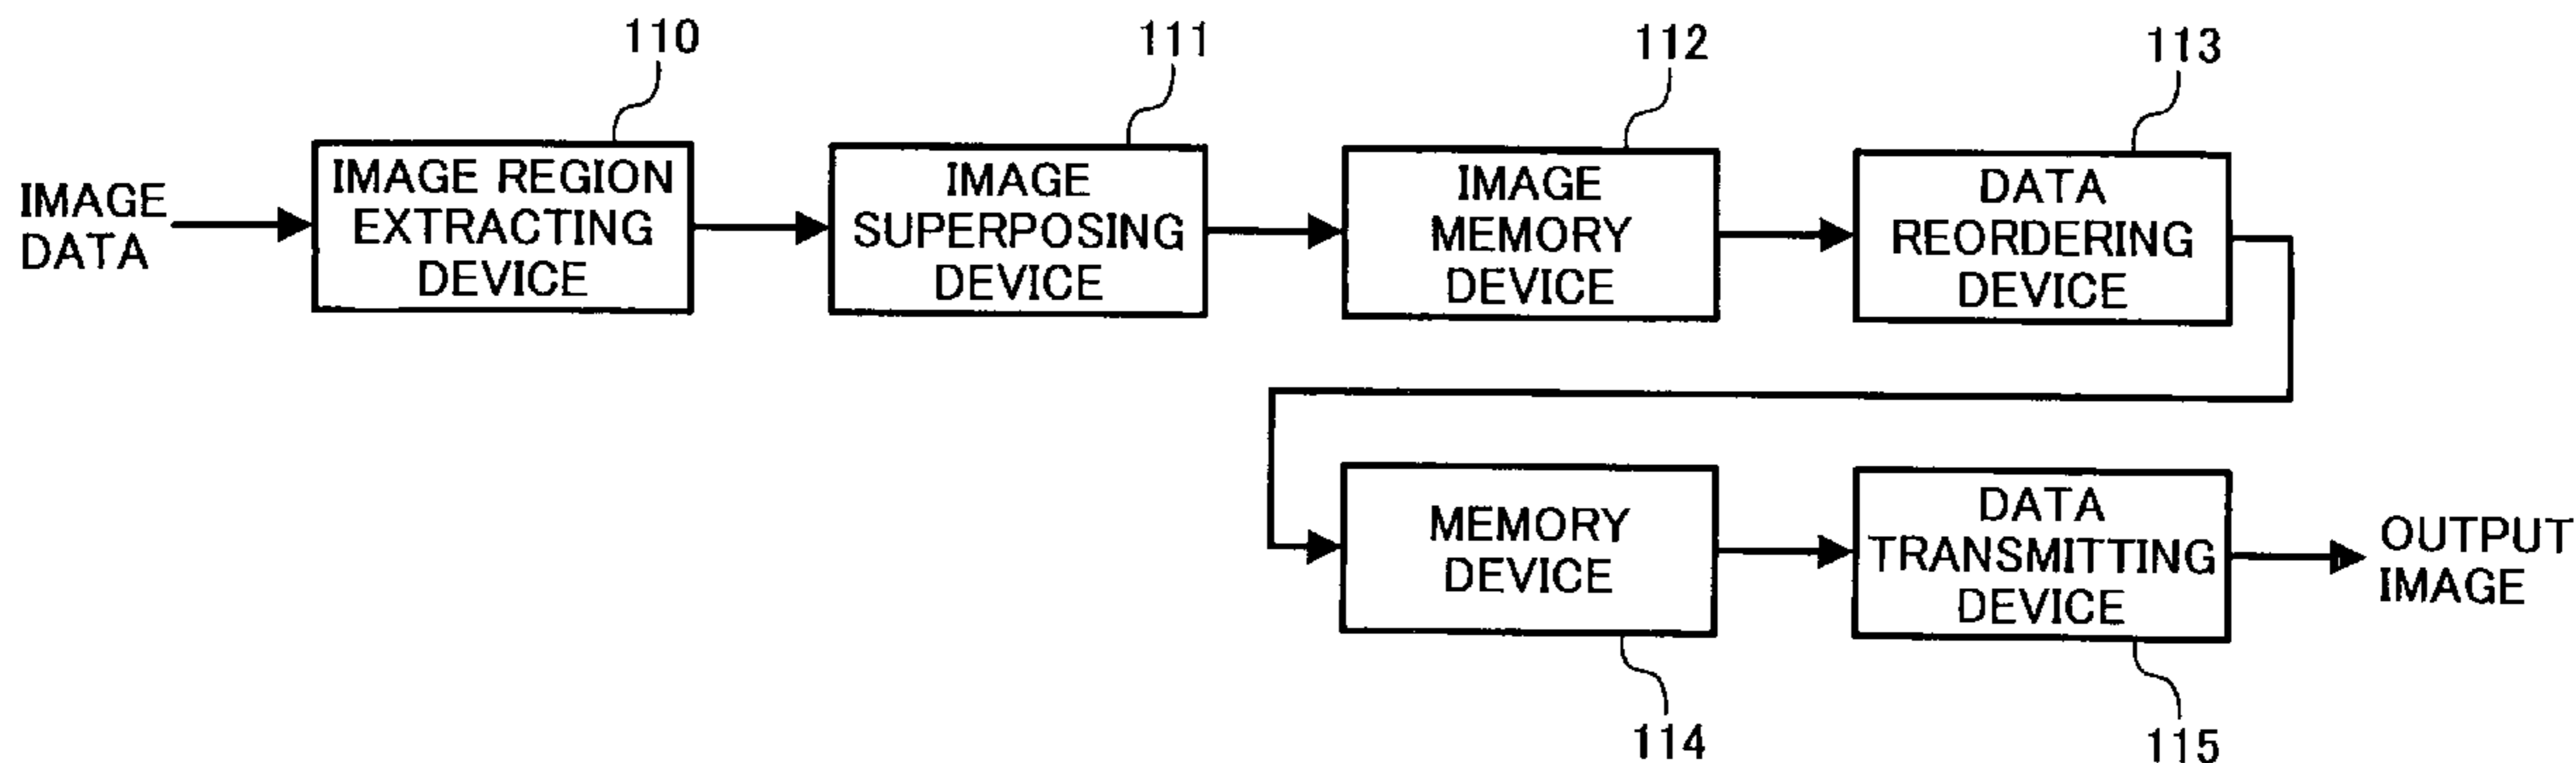 110
111
112
113
IMAGE
DATA
IMAGE REGION
EXTRACTING
DEVICE
IMAGE
SUPERPOSING
DEVICE
IMAGE
MEMORY
DEVICE
DATA
REORDERING
DEVICE
MEMORY
DEVICE
DATA
TRANSMITTING
DEVICE
OUTPUT
IMAGE
114
115